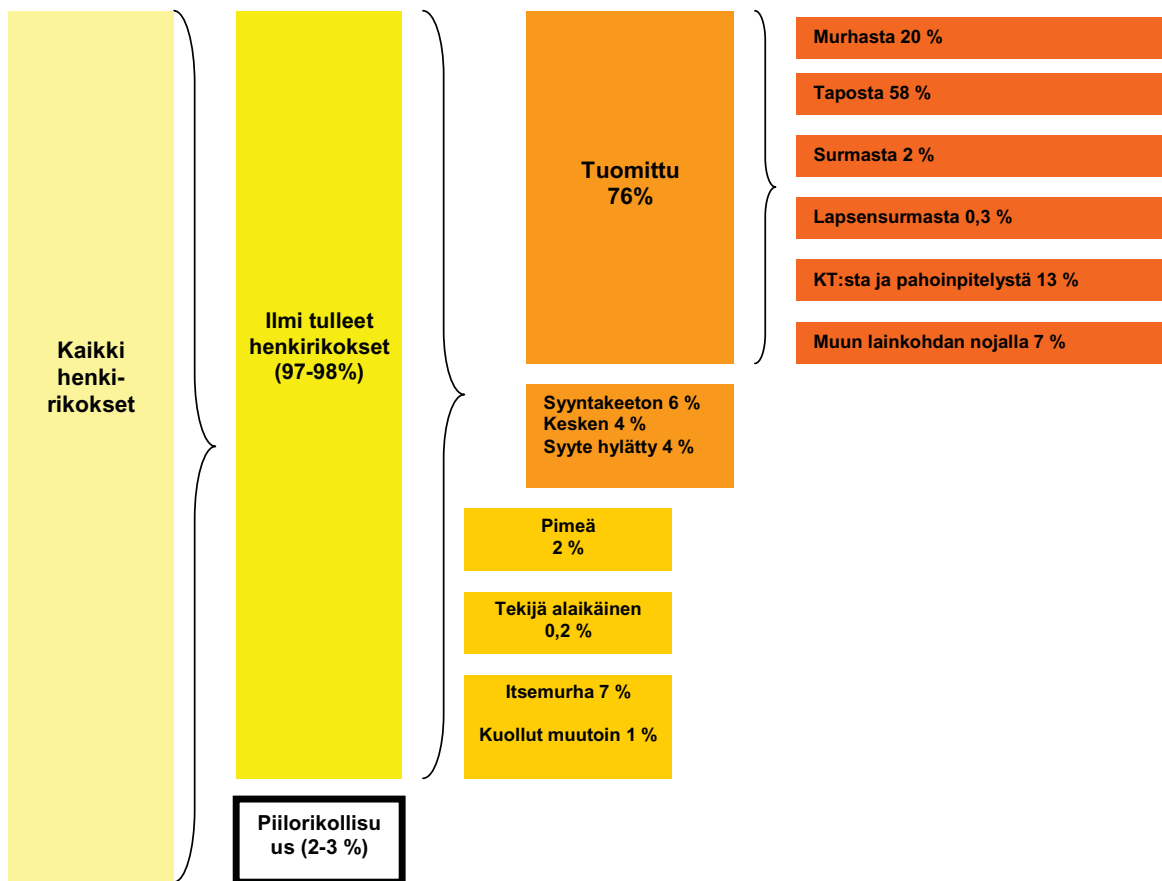 Kaikki
henki-
rikokset
Ilmi tulleet
henkirikokset
(97-98%)
Piilorikollisu
us (2-3 %)
Tuomittu
76%
Syyntakeeton 6 %
Kesken 4 %
Syyte hylätty 4 %
Pimeä
2 %
Tekijä alaikäinen
0,2 %
Itsemurha 7 %
Kuollut muutoin 1 %
Murhasta 20 %
Taposta 58 %
Surmasta 2 %
Lapsensurmasta 0,3 %
KT:sta ja pahoinpitelystä 13 %
Muun lainkohdan nojalla 7 %